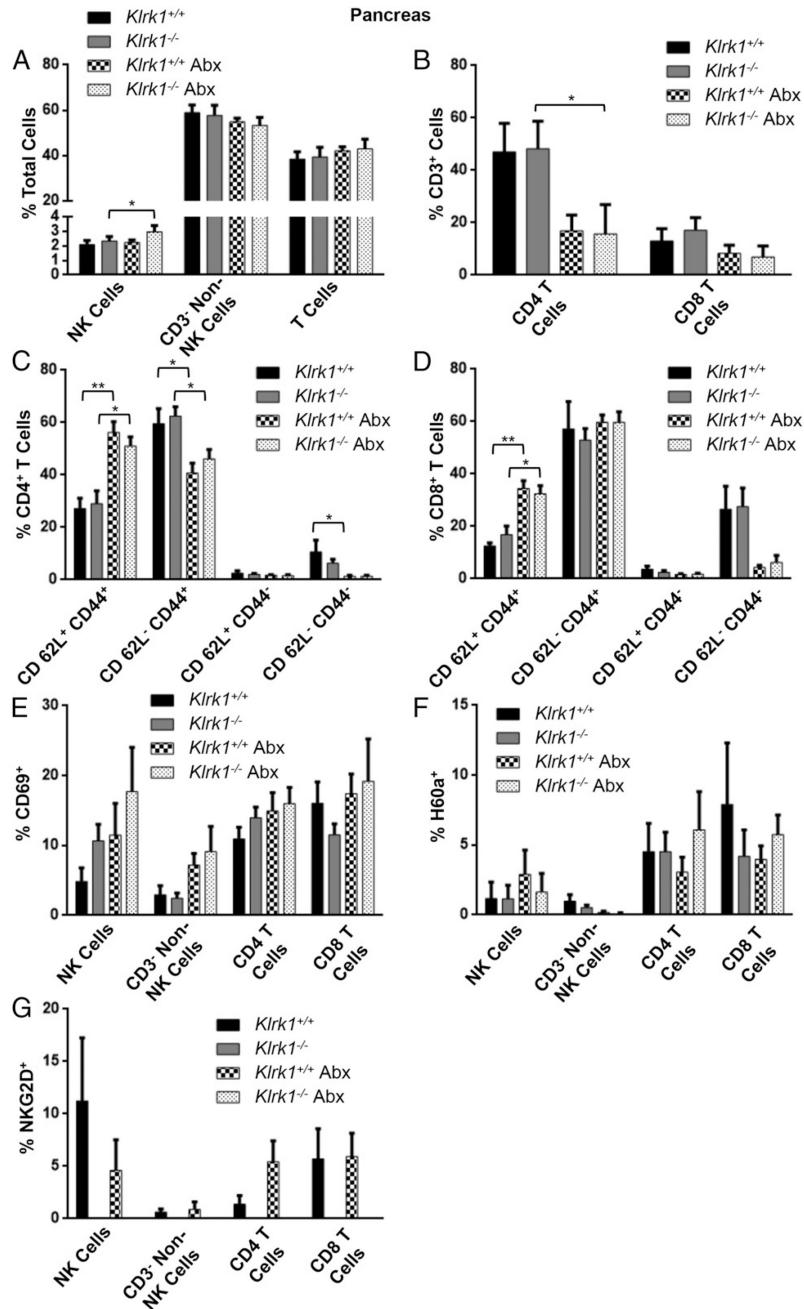 Pancreas
A
Klrk1+/+
Klrk1-/-
Klrk1+/+ Abx
Klrk1-/- Abx
% Total Cells
80
60
40
20
4
3
2
1
0
*
NK Cells
CD3- Non-
NK Cells
T Cells
B
Klrk1+/+
Klrk1-/-
Klrk1+/+ Abx
Klrk1-/- Abx
% CD3+ Cells
80
60
40
20
0
*
CD4 T
Cells
CD8 T
Cells
C
Klrk1+/+
Klrk1-/-
Klrk1+/+ Abx
Klrk1-/- Abx
% CD4+ T Cells
80
60
40
20
0
**
*
*
*
*
CD 62L+ CD44+
CD 62L- CD44+
CD 62L+ CD44-
CD 62L- CD44-
D
Klrk1+/+
Klrk1-/-
Klrk1+/+ Abx
Klrk1-/- Abx
% CD8+ T Cells
80
60
40
20
0
**
*
CD 62L+ CD44+
CD 62L- CD44+
CD 62L+ CD44-
CD 62L- CD44-
E
Klrk1+/+
Klrk1-/-
Klrk1+/+ Abx
Klrk1-/- Abx
% CD69+
30
20
10
0
NK Cells
CD3- Non-
NK Cells
CD4 T
Cells
CD8 T
Cells
F
Klrk1+/+
Klrk1-/-
Klrk1+/+ Abx
Klrk1-/- Abx
% H60a+
15
10
5
0
NK Cells
CD3- Non-
NK Cells
CD4 T
Cells
CD8 T
Cells
G
Klrk1+/+
Klrk1-/-
Klrk1+/+ Abx
Klrk1-/- Abx
% NKG2D+
20
15
10
5
0
NK Cells
CD3- Non-
NK Cells
CD4 T
Cells
CD8 T
Cells